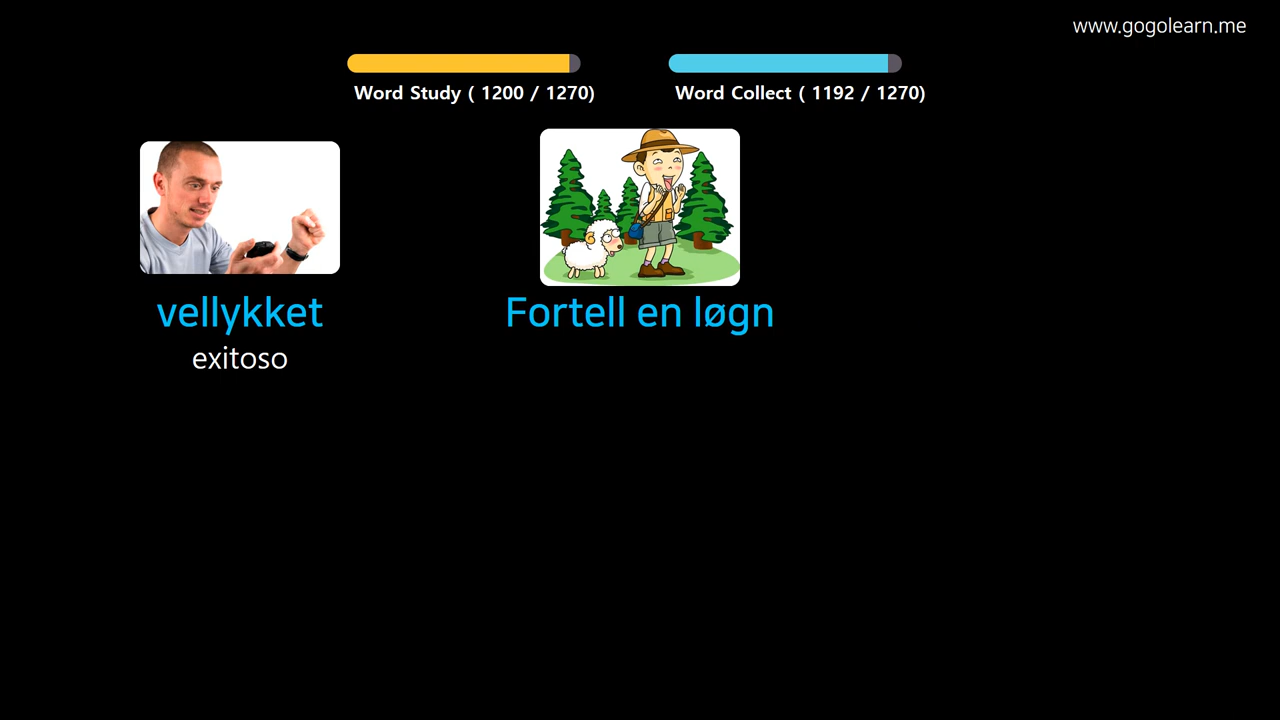 www.gogolearn.me
Word Study ( 1200 / 1270)
Word Collect ( 1192 / 1270)
vellykket
exitoso
Fortell en løgn